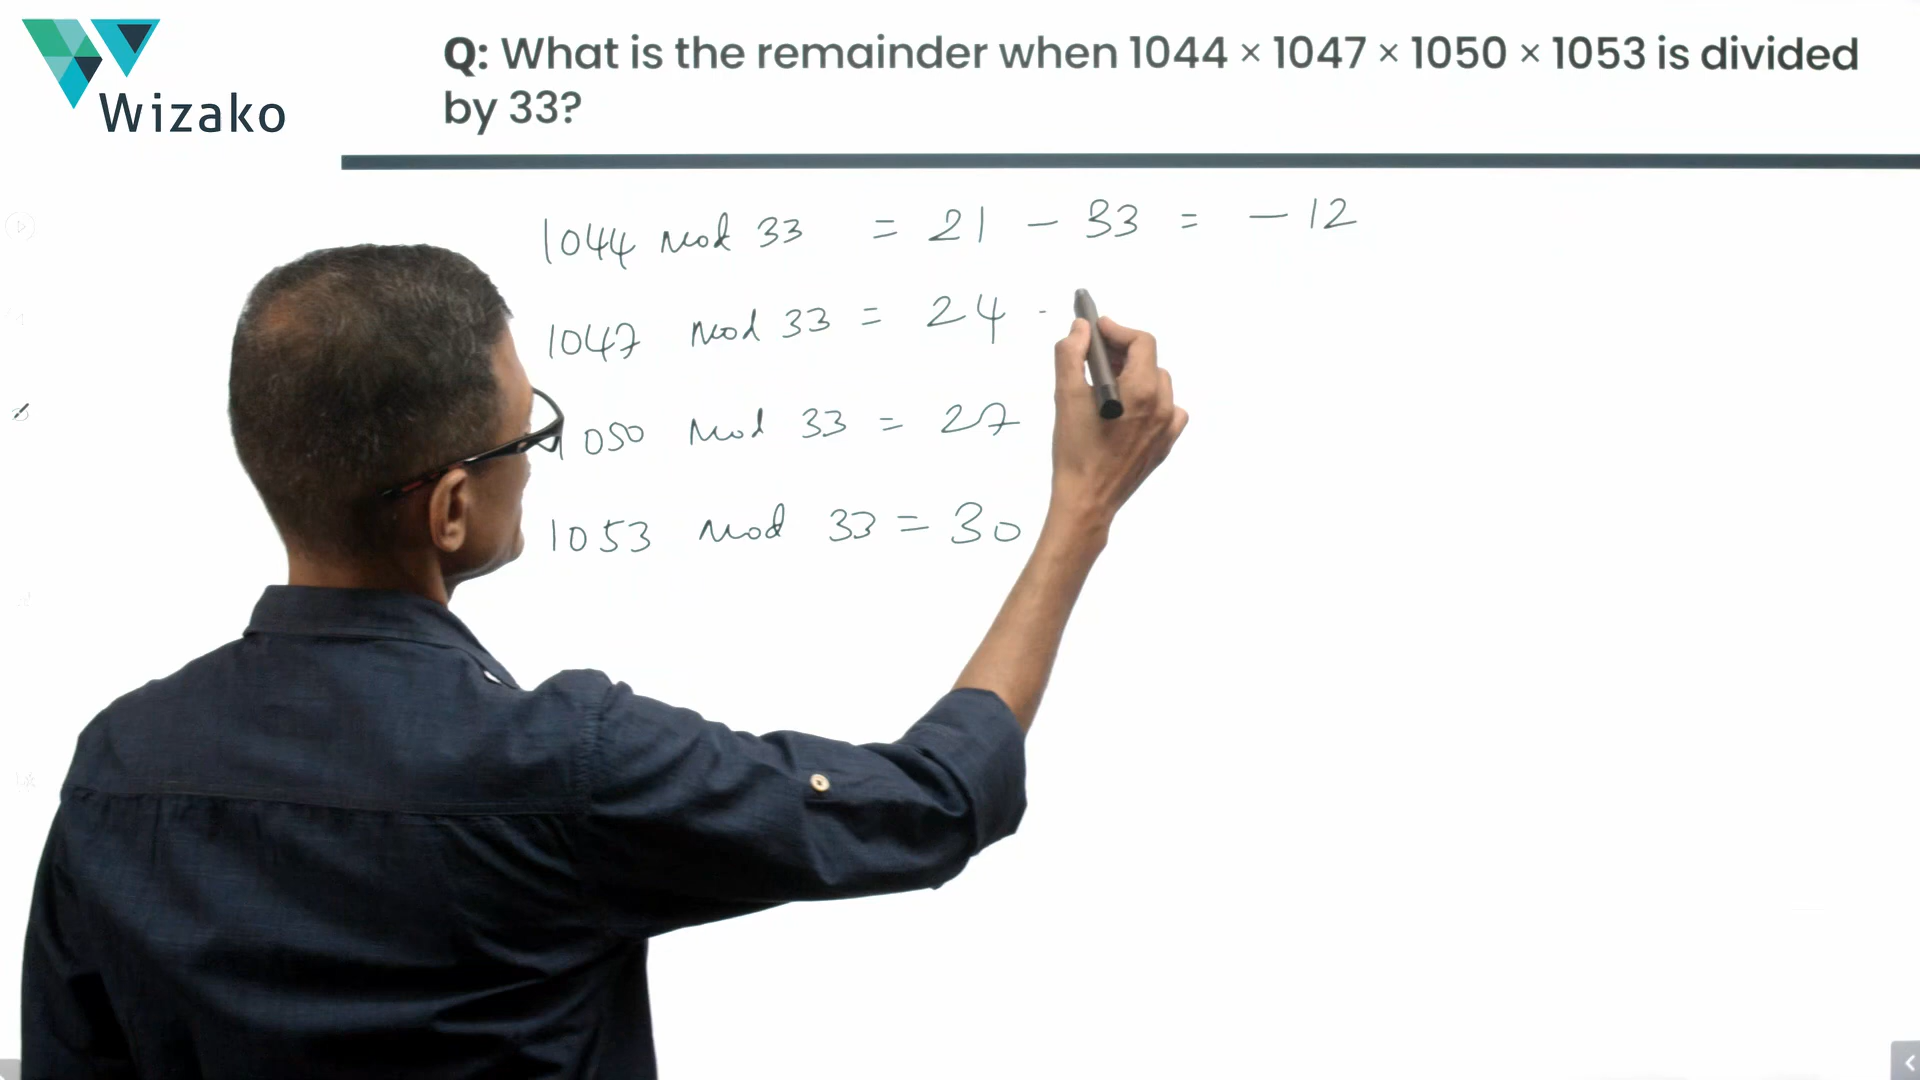 Wizako
Q: What is the remainder when 1044 × 1047 × 1050 × 1053 is divided
by 33?
1044 mod 33 = 21 - 33 = -12
1047 mod 33 = 24 -
1050 mod 33 = 27
1053 mod 33 = 30